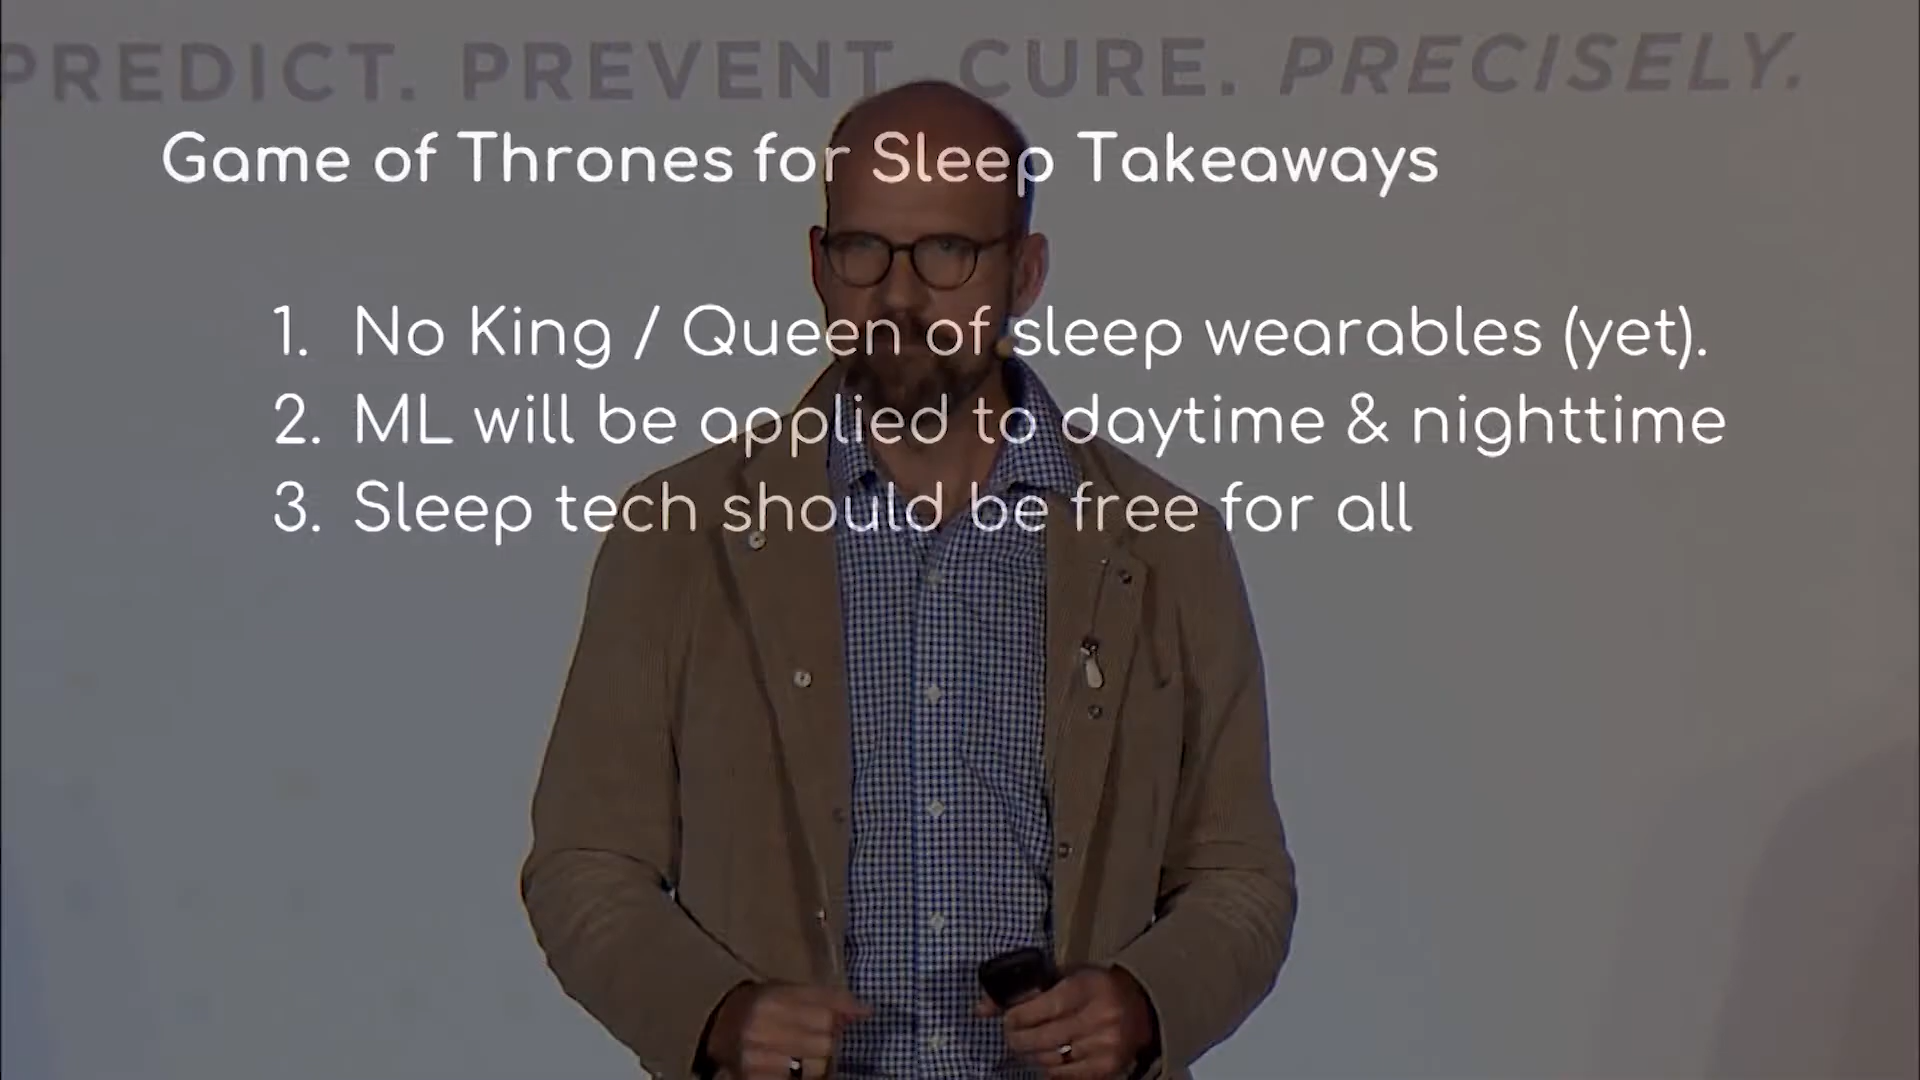 PREDICT. PREVENT. CURE. PRECISELY.
Game of Thrones for Sleep Takeaways
1. No King / Queen of sleep wearables (yet).
2. ML will be applied to daytime & nighttime
3. Sleep tech should be free for all